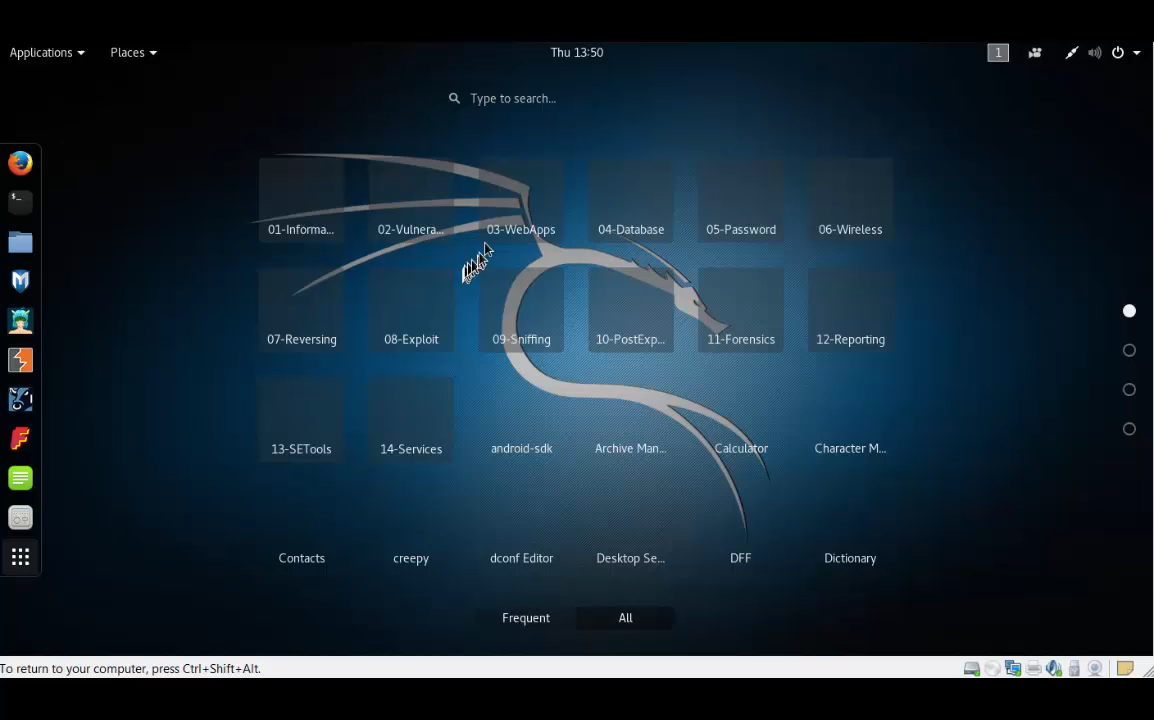 Applications Places Thu 13:50 1
Type to search...
01-Informa... 02-Vulnera... 03-WebApps 04-Database 05-Password 06-Wireless
07-Reversing 08-Exploit 09-Sniffing 10-PostExp... 11-Forensics 12-Reporting
13-SETools 14-Services android-sdk Archive Man... Calculator Character M...
Contacts creepy dconf Editor Desktop Se... DFF Dictionary
Frequent All
To return to your computer, press Ctrl+Shift+Alt.